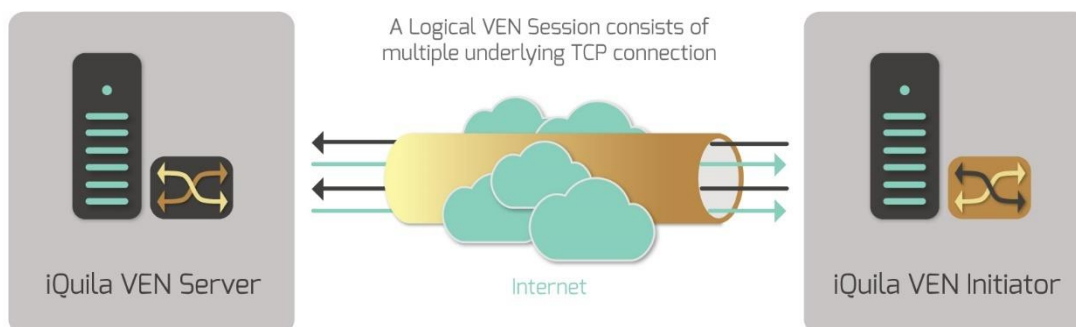 A Logical VEN Session consists of
multiple underlying TCP connection
iQuila VEN Server
Internet
iQuila VEN Initiator